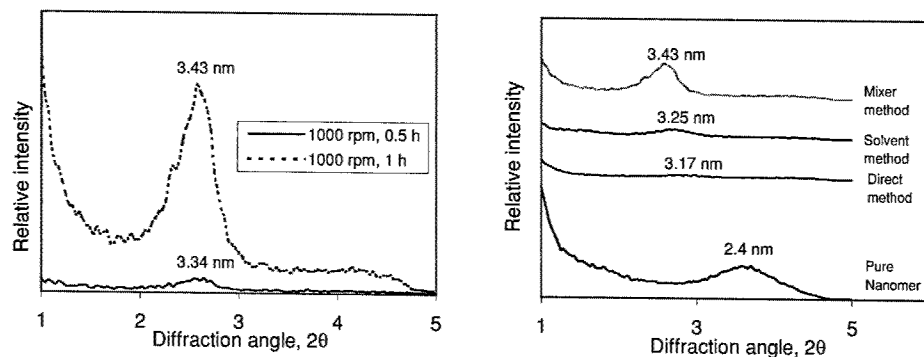 Relative intensity
3.43 nm
1000 rpm, 0.5 h
1000 rpm, 1 h
3.34 nm
1 2 3 4 5
Diffraction angle, 2θ
Relative intensity
3.43 nm
Mixer
method
3.25 nm
Solvent
method
3.17 nm
Direct
method
2.4 nm
Pure
Nanomer
1 3 5
Diffraction angle, 2θ